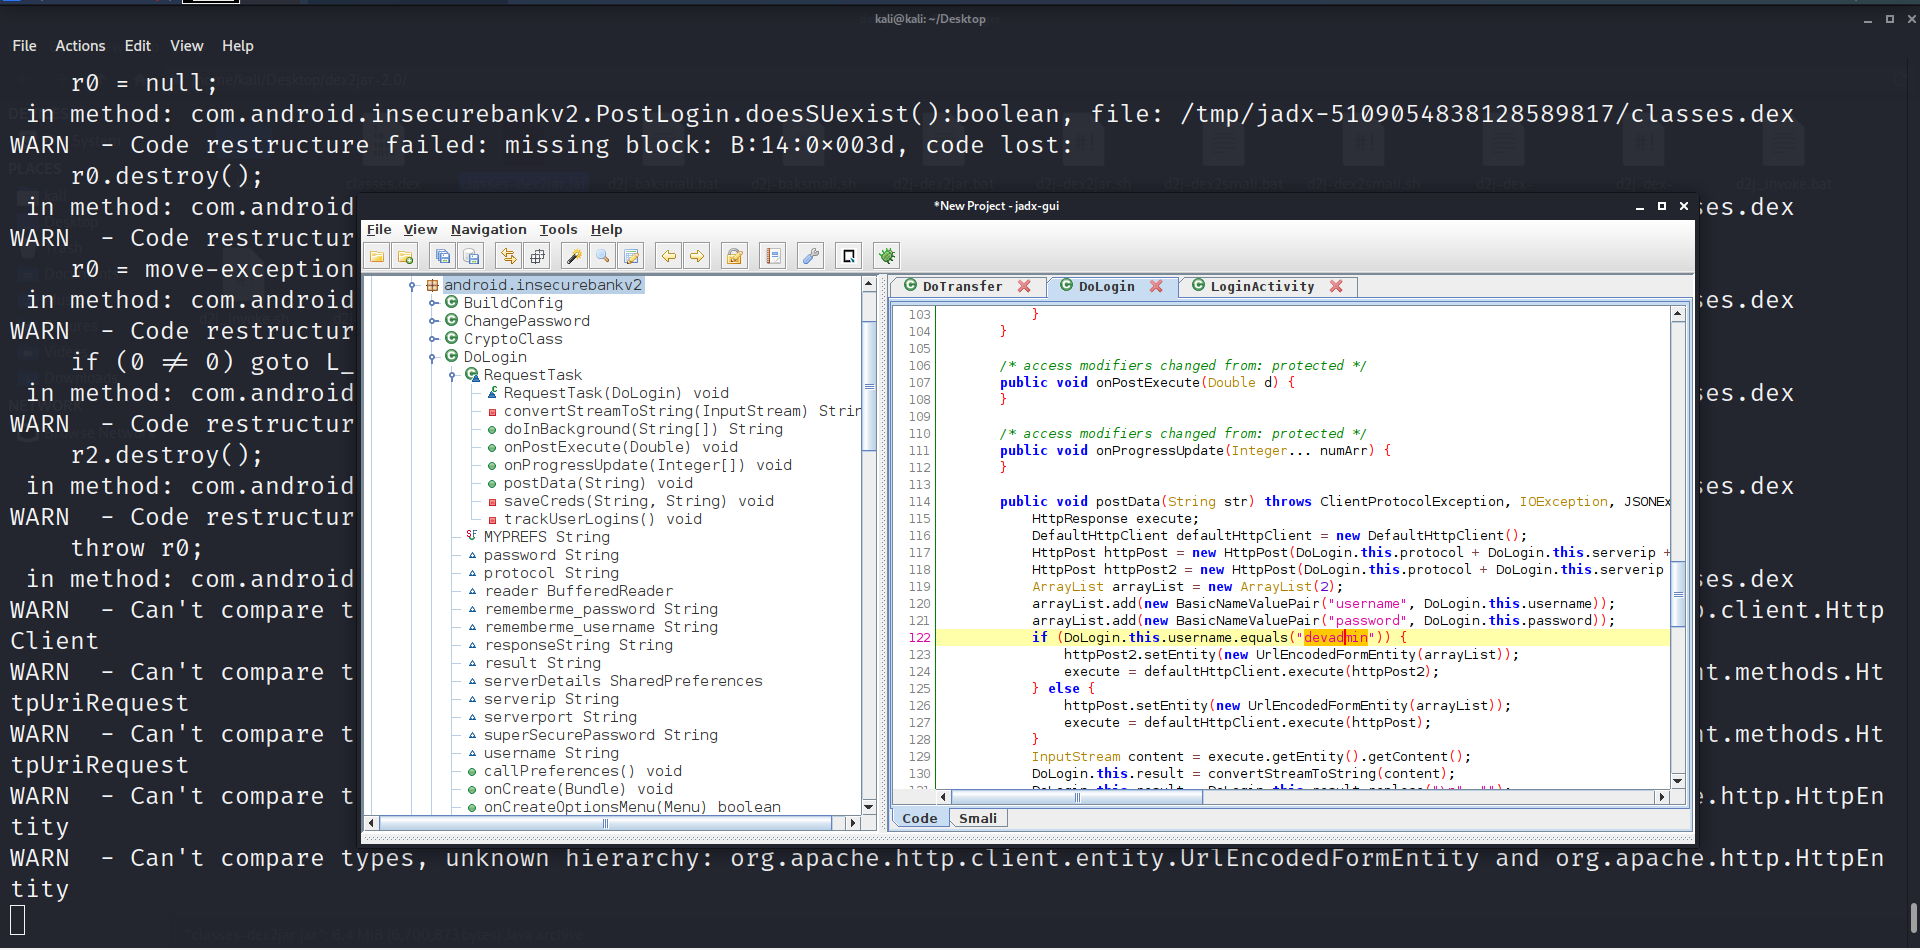 kali@kali: ~/Desktop
File Actions Edit View Help
r0 = null;
in method: com.android.insecurebankv2.PostLogin.doesSUexist():boolean, file: /tmp/jadx-5109054838128589817/classes.dex
WARN  - Code restructure failed: missing block: B:14:0×003d, code lost:
r0.destroy();
in method: com.android
ses.dex
WARN  - Code restructur
r0 = move-exception
in method: com.android
ses.dex
WARN  - Code restructur
if (0 ≠ 0) goto L_
in method: com.android
ses.dex
WARN  - Code restructur
r2.destroy();
in method: com.android
ses.dex
WARN  - Code restructur
throw r0;
in method: com.android
ses.dex
WARN  - Can't compare t
p.client.Http
Client
WARN  - Can't compare t
nt.methods.Ht
tpUriRequest
WARN  - Can't compare t
nt.methods.Ht
tpUriRequest
WARN  - Can't compare t
e.http.HttpEn
tity
WARN  - Can't compare types, unknown hierarchy: org.apache.http.client.entity.UrlEncodedFormEntity and org.apache.http.HttpEn
tity
*New Project - jadx-gui
File View Navigation Tools Help
android.insecurebankv2
BuildConfig
ChangePassword
CryptoClass
DoLogin
RequestTask
RequestTask(DoLogin) void
convertStreamToString(InputStream) Strin
doInBackground(String[]) String
onPostExecute(Double) void
onProgressUpdate(Integer[]) void
postData(String) void
saveCreds(String, String) void
trackUserLogins() void
MYPREFS String
password String
protocol String
reader BufferedReader
rememberme_password String
rememberme_username String
responseString String
result String
serverDetails SharedPreferences
serverip String
serverport String
superSecurePassword String
username String
callPreferences() void
onCreate(Bundle) void
onCreateOptionsMenu(Menu) boolean
DoTransfer DoLogin LoginActivity
103 }
104 }
105
106 /* access modifiers changed from: protected */
107 public void onPostExecute(Double d) {
108 }
109
110 /* access modifiers changed from: protected */
111 public void onProgressUpdate(Integer... numArr) {
112 }
113
114 public void postData(String str) throws ClientProtocolException, IOException, JSONEx
115 HttpResponse execute;
116 DefaultHttpClient defaultHttpClient = new DefaultHttpClient();
117 HttpPost httpPost = new HttpPost(DoLogin.this.protocol + DoLogin.this.serverip +
118 HttpPost httpPost2 = new HttpPost(DoLogin.this.protocol + DoLogin.this.serverip
119 ArrayList arrayList = new ArrayList(2);
120 arrayList.add(new BasicNameValuePair("username", DoLogin.this.username));
121 arrayList.add(new BasicNameValuePair("password", DoLogin.this.password));
122 if (DoLogin.this.username.equals("devadmin")) {
123 httpPost2.setEntity(new UrlEncodedFormEntity(arrayList));
124 execute = defaultHttpClient.execute(httpPost2);
125 } else {
126 httpPost.setEntity(new UrlEncodedFormEntity(arrayList));
127 execute = defaultHttpClient.execute(httpPost);
128 }
129 InputStream content = execute.getEntity().getContent();
130 DoLogin.this.result = convertStreamToString(content);
Code Smali